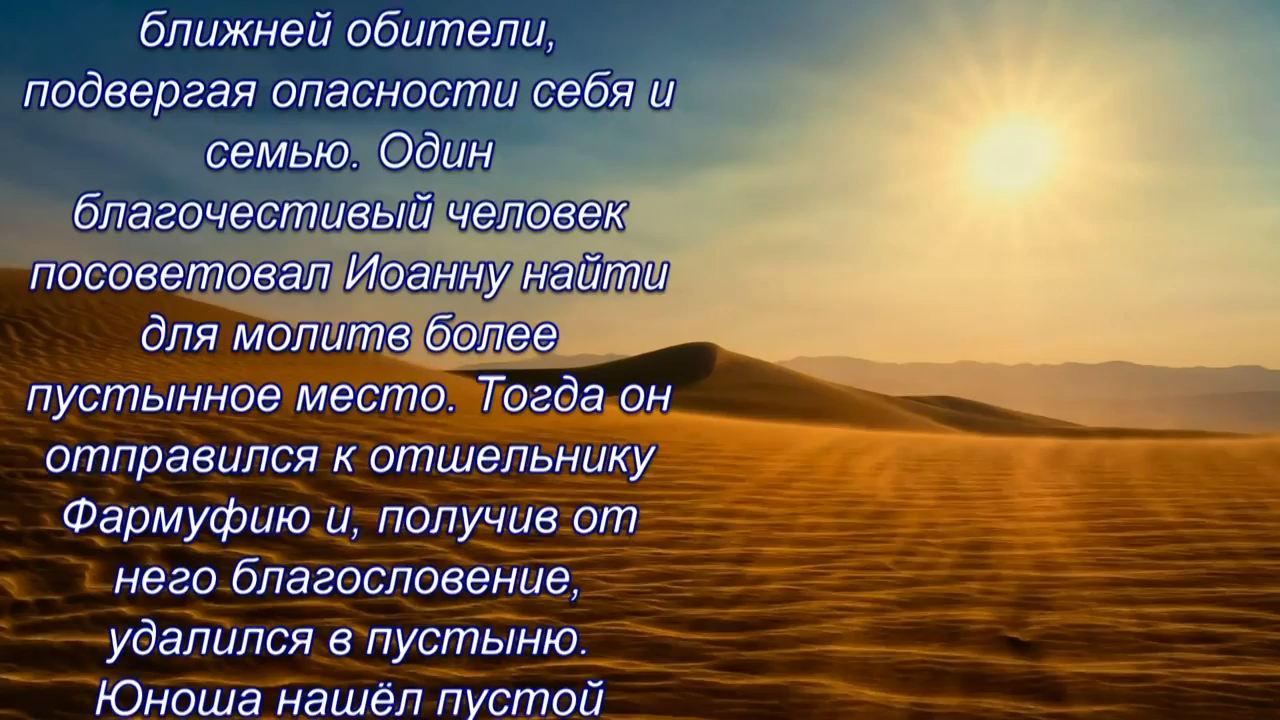 ближней обители,
подвергая опасности себя и
семью. Один
благочестивый человек
посоветовал Иоанну найти
для молитв более
пустынное место. Тогда он
отправился к отшельнику
Фармуфию и, получив от
него благословение,
удалился в пустыню.
Юноша нашёл пустой